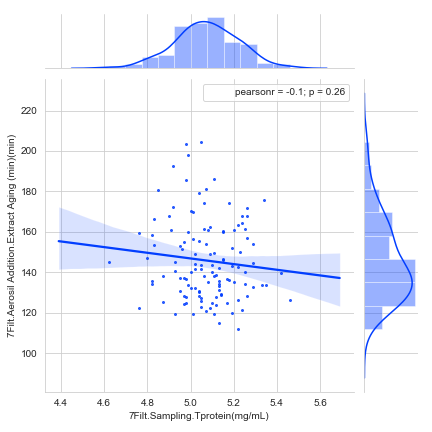 pearsonr = -0.1; p = 0.26
220
200
180
160
140
120
100
7Filt.Aerosil Addition.Extract Aging (min)(min)
4.4 4.6 4.8 5.0 5.2 5.4 5.6
7Filt.Sampling.Tprotein(mg/mL)